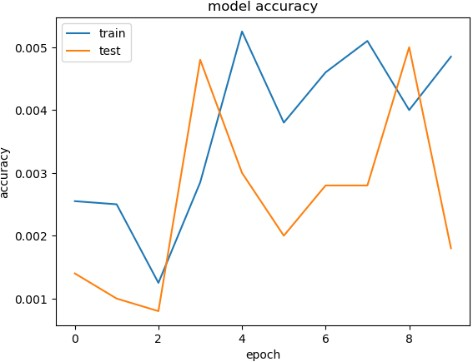 model accuracy
train
test
accuracy
0.005
0.004
0.003
0.002
0.001
0 2 4 6 8
epoch